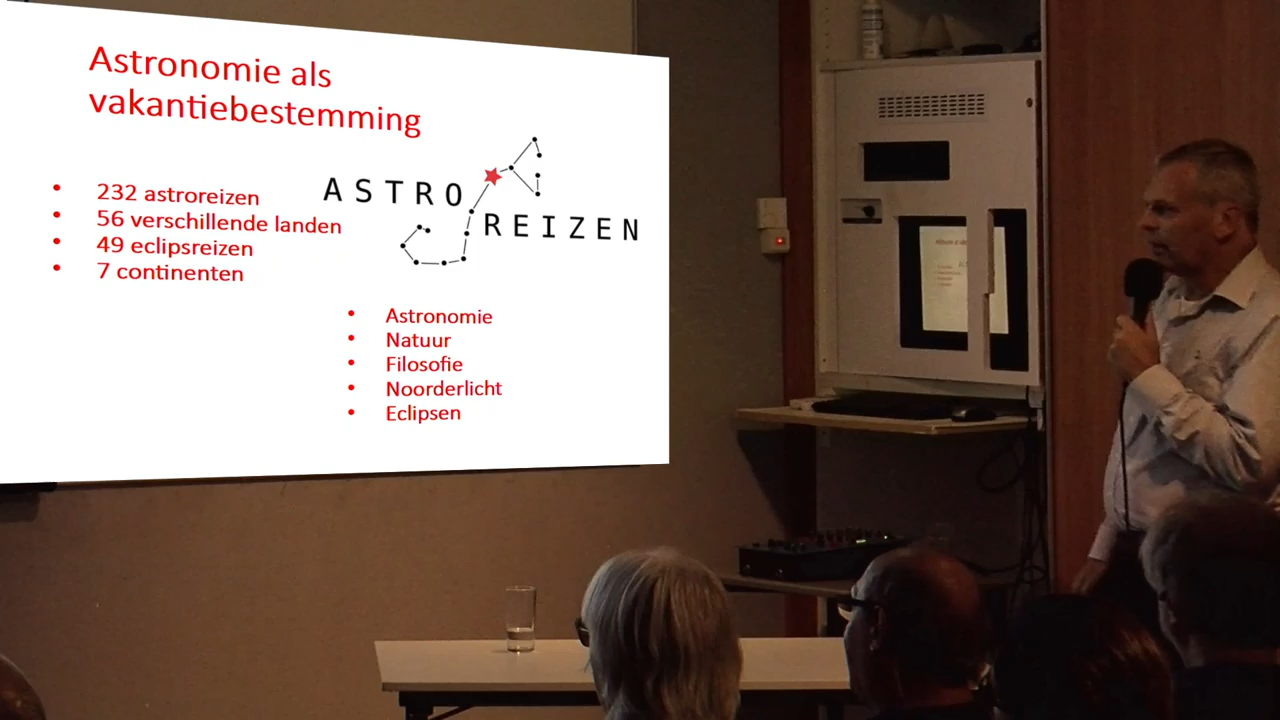 Astronomie als
vakantiebestemming
• 232 astroreizen
• 56 verschillende landen
• 49 eclipsreizen
• 7 continenten
ASTRO
REIZEN
• Astronomie
• Natuur
• Filosofie
• Noorderlicht
• Eclipsen